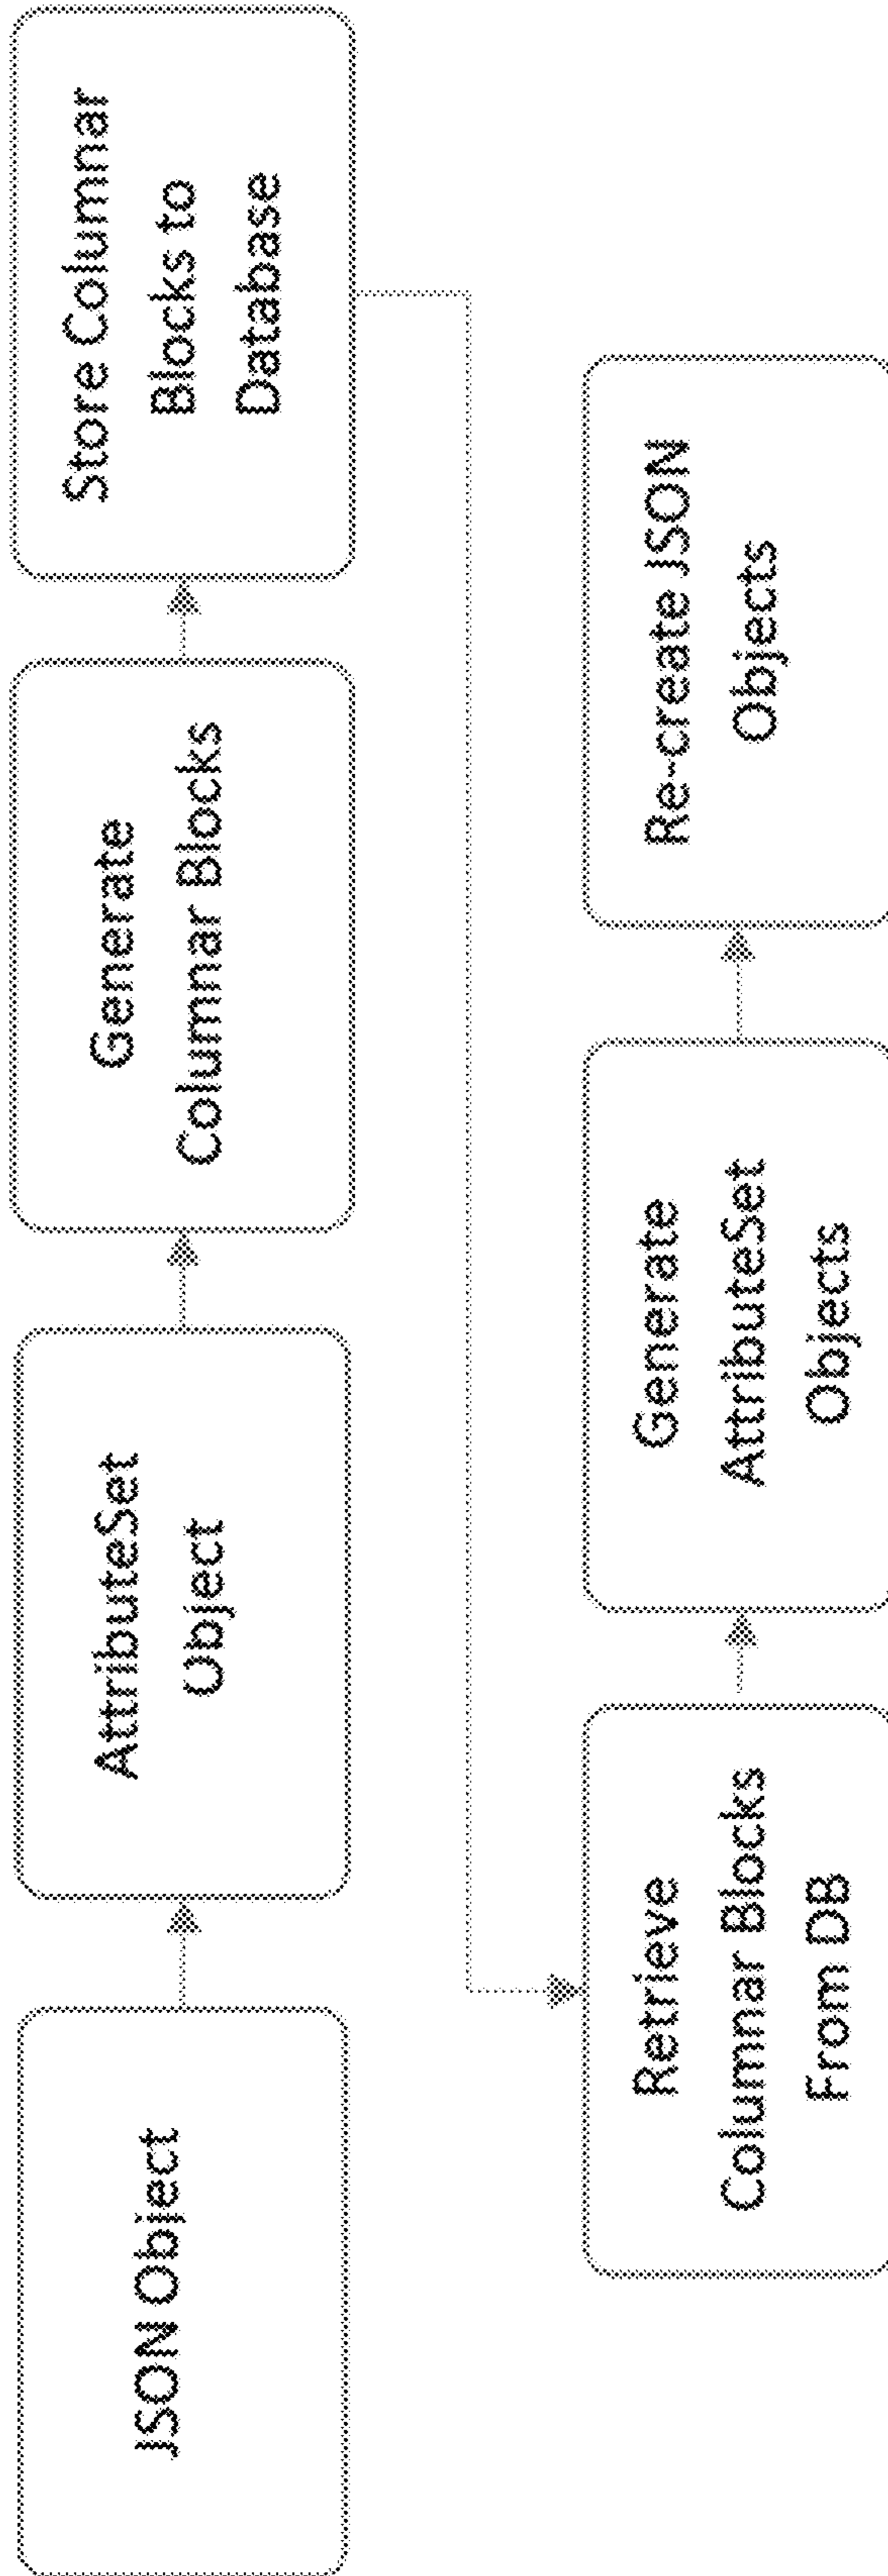 JSON Object
AttributeSet
Object
Generate
Columnar Blocks
Store Columnar
Blocks to
Database
Retrieve
Columnar Blocks
From DB
Generate
AttributeSet
Objects
Re-create JSON
Objects